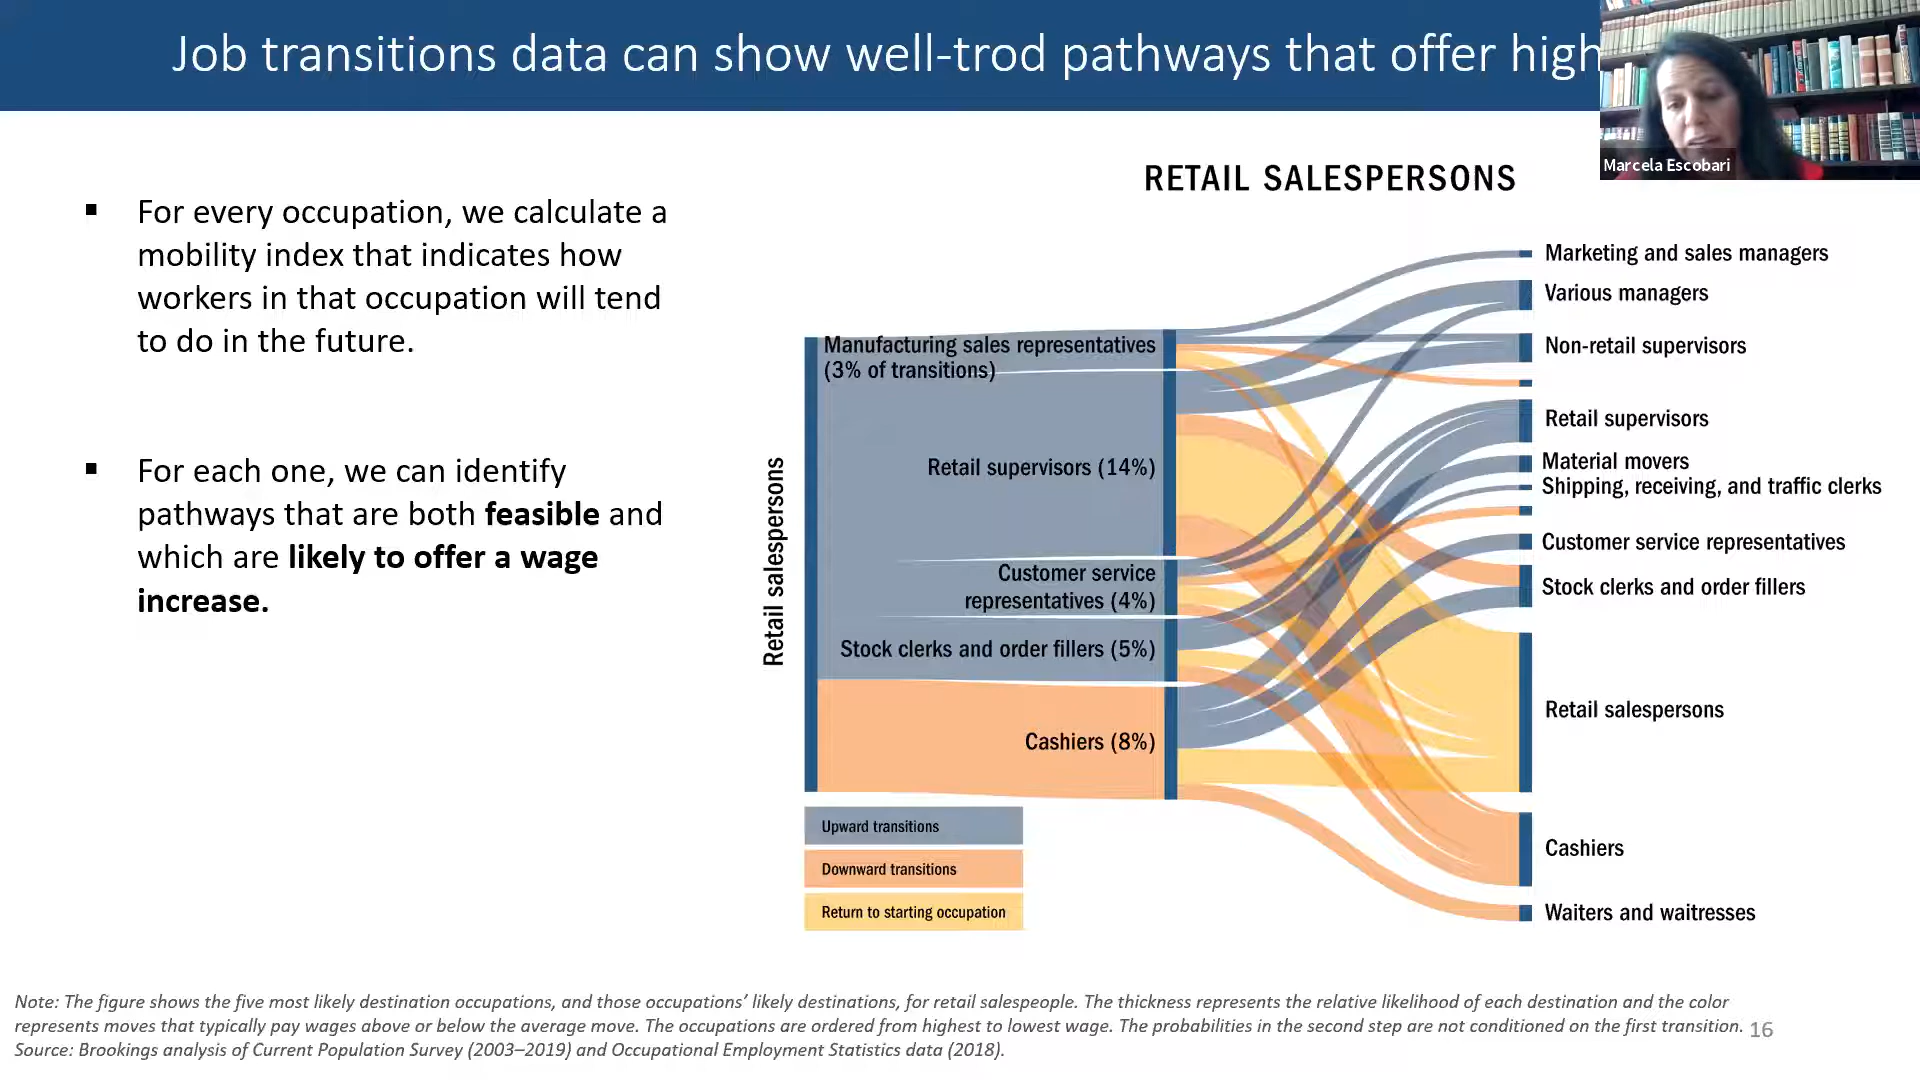 Job transitions data can show well-trod pathways that offer high
Marcela Escobari
▪ For every occupation, we calculate a
mobility index that indicates how
workers in that occupation will tend
to do in the future.
▪ For each one, we can identify
pathways that are both feasible and
which are likely to offer a wage
increase.
RETAIL SALESPERSONS
Retail salespersons
Manufacturing sales representatives
(3% of transitions)
Retail supervisors (14%)
Customer service
representatives (4%)
Stock clerks and order fillers (5%)
Cashiers (8%)
Marketing and sales managers
Various managers
Non-retail supervisors
Retail supervisors
Material movers
Shipping, receiving, and traffic clerks
Customer service representatives
Stock clerks and order fillers
Retail salespersons
Cashiers
Waiters and waitresses
Upward transitions
Downward transitions
Return to starting occupation
Note: The figure shows the five most likely destination occupations, and those occupations’ likely destinations, for retail salespeople. The thickness represents the relative likelihood of each destination and the color
represents moves that typically pay wages above or below the average move. The occupations are ordered from highest to lowest wage. The probabilities in the second step are not conditioned on the first transition.
Source: Brookings analysis of Current Population Survey (2003–2019) and Occupational Employment Statistics data (2018).
16